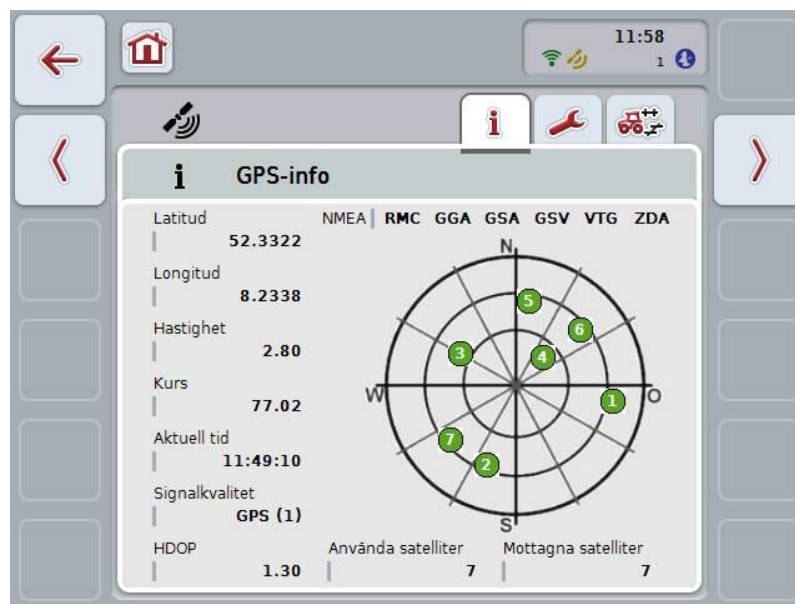 11:58
1
GPS-info
Latitud
52.3322
Longitud
8.2338
Hastighet
2.80
Kurs
77.02
Aktuell tid
11:49:10
Signalkvalitet
GPS (1)
HDOP
1.30
NMEA RMC GGA GSA GSV VTG ZDA
N
5
6
3
4
W
1
O
7
2
S
Använda satelliter
7
Mottagna satelliter
7